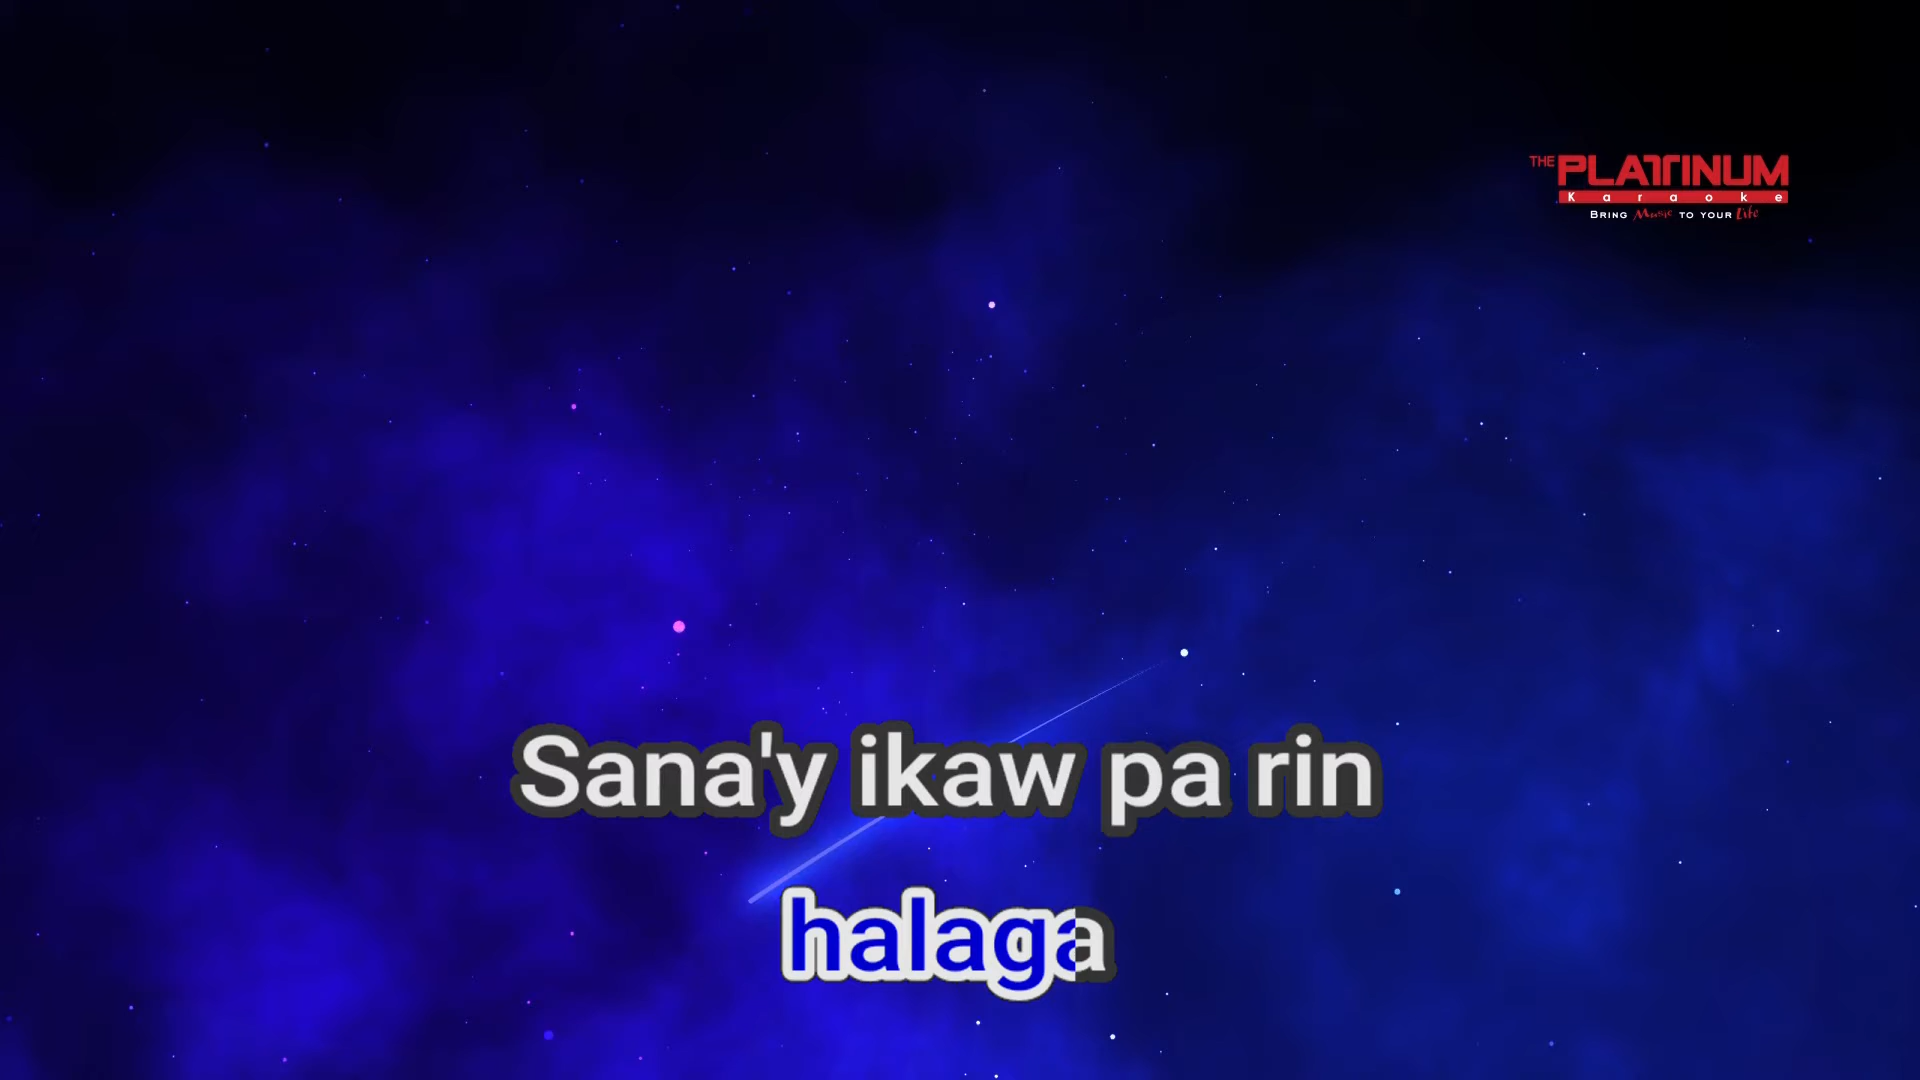 THE PLATINUM
Karaoke
BRING Music TO YOUR Life
Sana'y ikaw pa rin
halaga